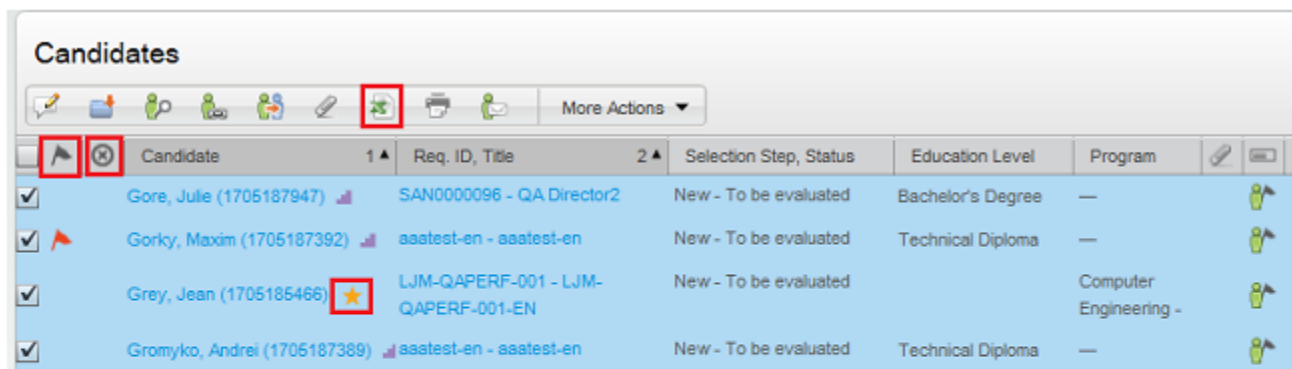 Candidates
More Actions
Candidate 1 Req. ID, Title 2 Selection Step, Status Education Level Program
Gore, Julie (1705187947) SAN0000096 - QA Director2 New - To be evaluated Bachelor's Degree —
Gorky, Maxim (1705187392) aaatest-en - aaatest-en New - To be evaluated Technical Diploma —
Grey, Jean (1705185466) LJM-QAPERF-001 - LJM- New - To be evaluated Computer
QAPERF-001-EN Engineering -
Gromyko, Andrei (1705187389) aaatest-en - aaatest-en New - To be evaluated Technical Diploma —